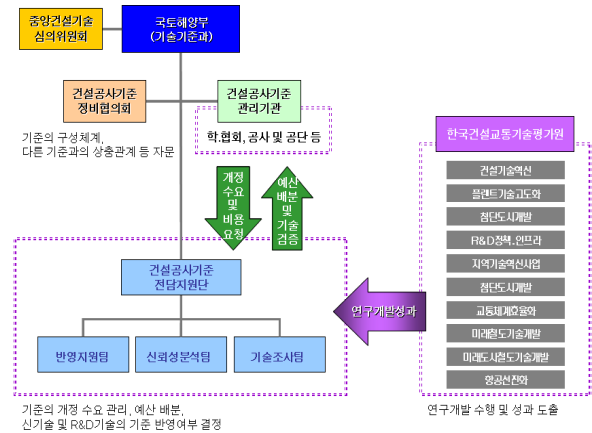 중앙건설기술
심의위원회
국토해양부
(기술기준과)
건설공사기준
정비협의회
건설공사기준
관리기관
기준의 구성체계,
다른 기준과의 상충관계 등 자문
학.협회, 공사 및 공단 등
개정
수요
및
비용
요청
예산
배분
및
기술
검증
건설공사기준
전담지원단
반영지원팀
신뢰성분석팀
기술조사팀
기준의 개정 수요 관리, 예산 배분,
신기술 및 R&D기술의 기준 반영여부 결정
연구개발성과
한국건설교통기술평가원
건설기술혁신
플랜트기술고도화
첨단도시개발
R&D정책.인프라
지역기술혁신사업
첨단도시개발
교통체계효율화
미래철도기술개발
미래도시철도기술개발
항공선진화
연구개발 수행 및 성과 도출